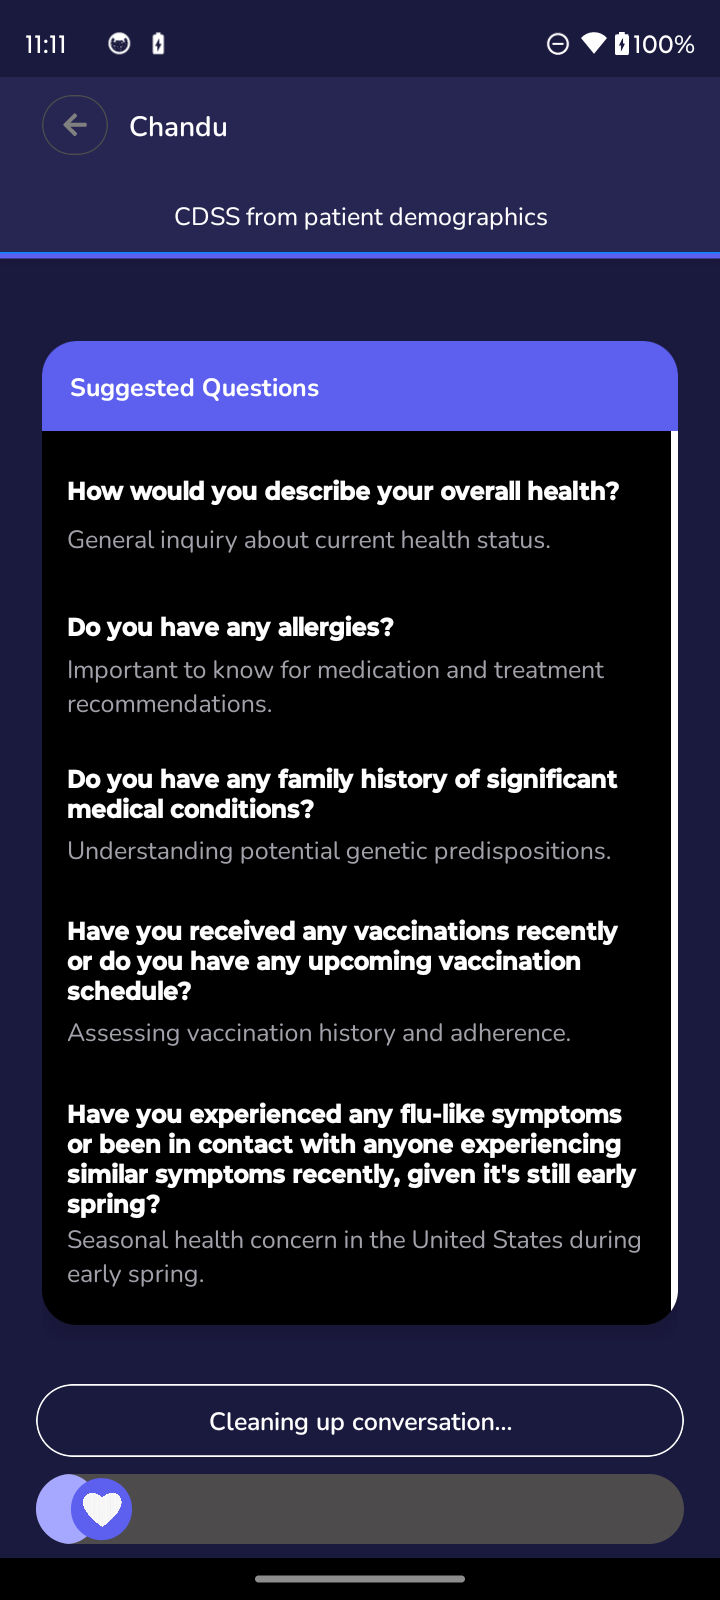 11:11
100%
Chandu
CDSS from patient demographics
Suggested Questions
How would you describe your overall health?
General inquiry about current health status.
Do you have any allergies?
Important to know for medication and treatment
recommendations.
Do you have any family history of significant
medical conditions?
Understanding potential genetic predispositions.
Have you received any vaccinations recently
or do you have any upcoming vaccination
schedule?
Assessing vaccination history and adherence.
Have you experienced any flu-like symptoms
or been in contact with anyone experiencing
similar symptoms recently, given it's still early
spring?
Seasonal health concern in the United States during
early spring.
Cleaning up conversation...